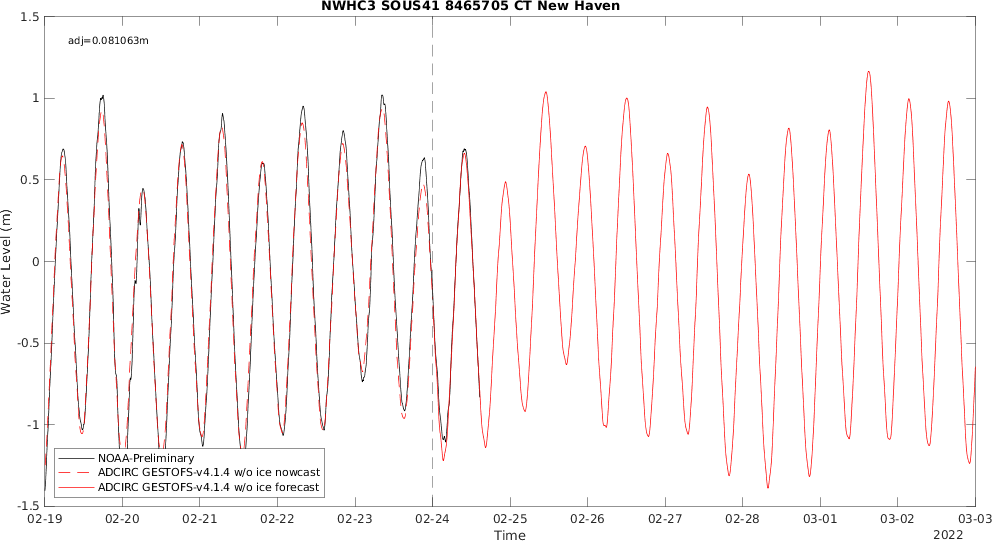 NWHC3 SOUS41 8465705 CT New Haven
adj=0.081063m
1.5
1
0.5
0
-0.5
-1
-1.5
Water Level (m)
NOAA-Preliminary
ADCIRC GESTOFS-v4.1.4 w/o ice nowcast
ADCIRC GESTOFS-v4.1.4 w/o ice forecast
02-19 02-20 02-21 02-22 02-23 02-24 02-25 02-26 02-27 02-28 03-01 03-02 03-03
Time
2022